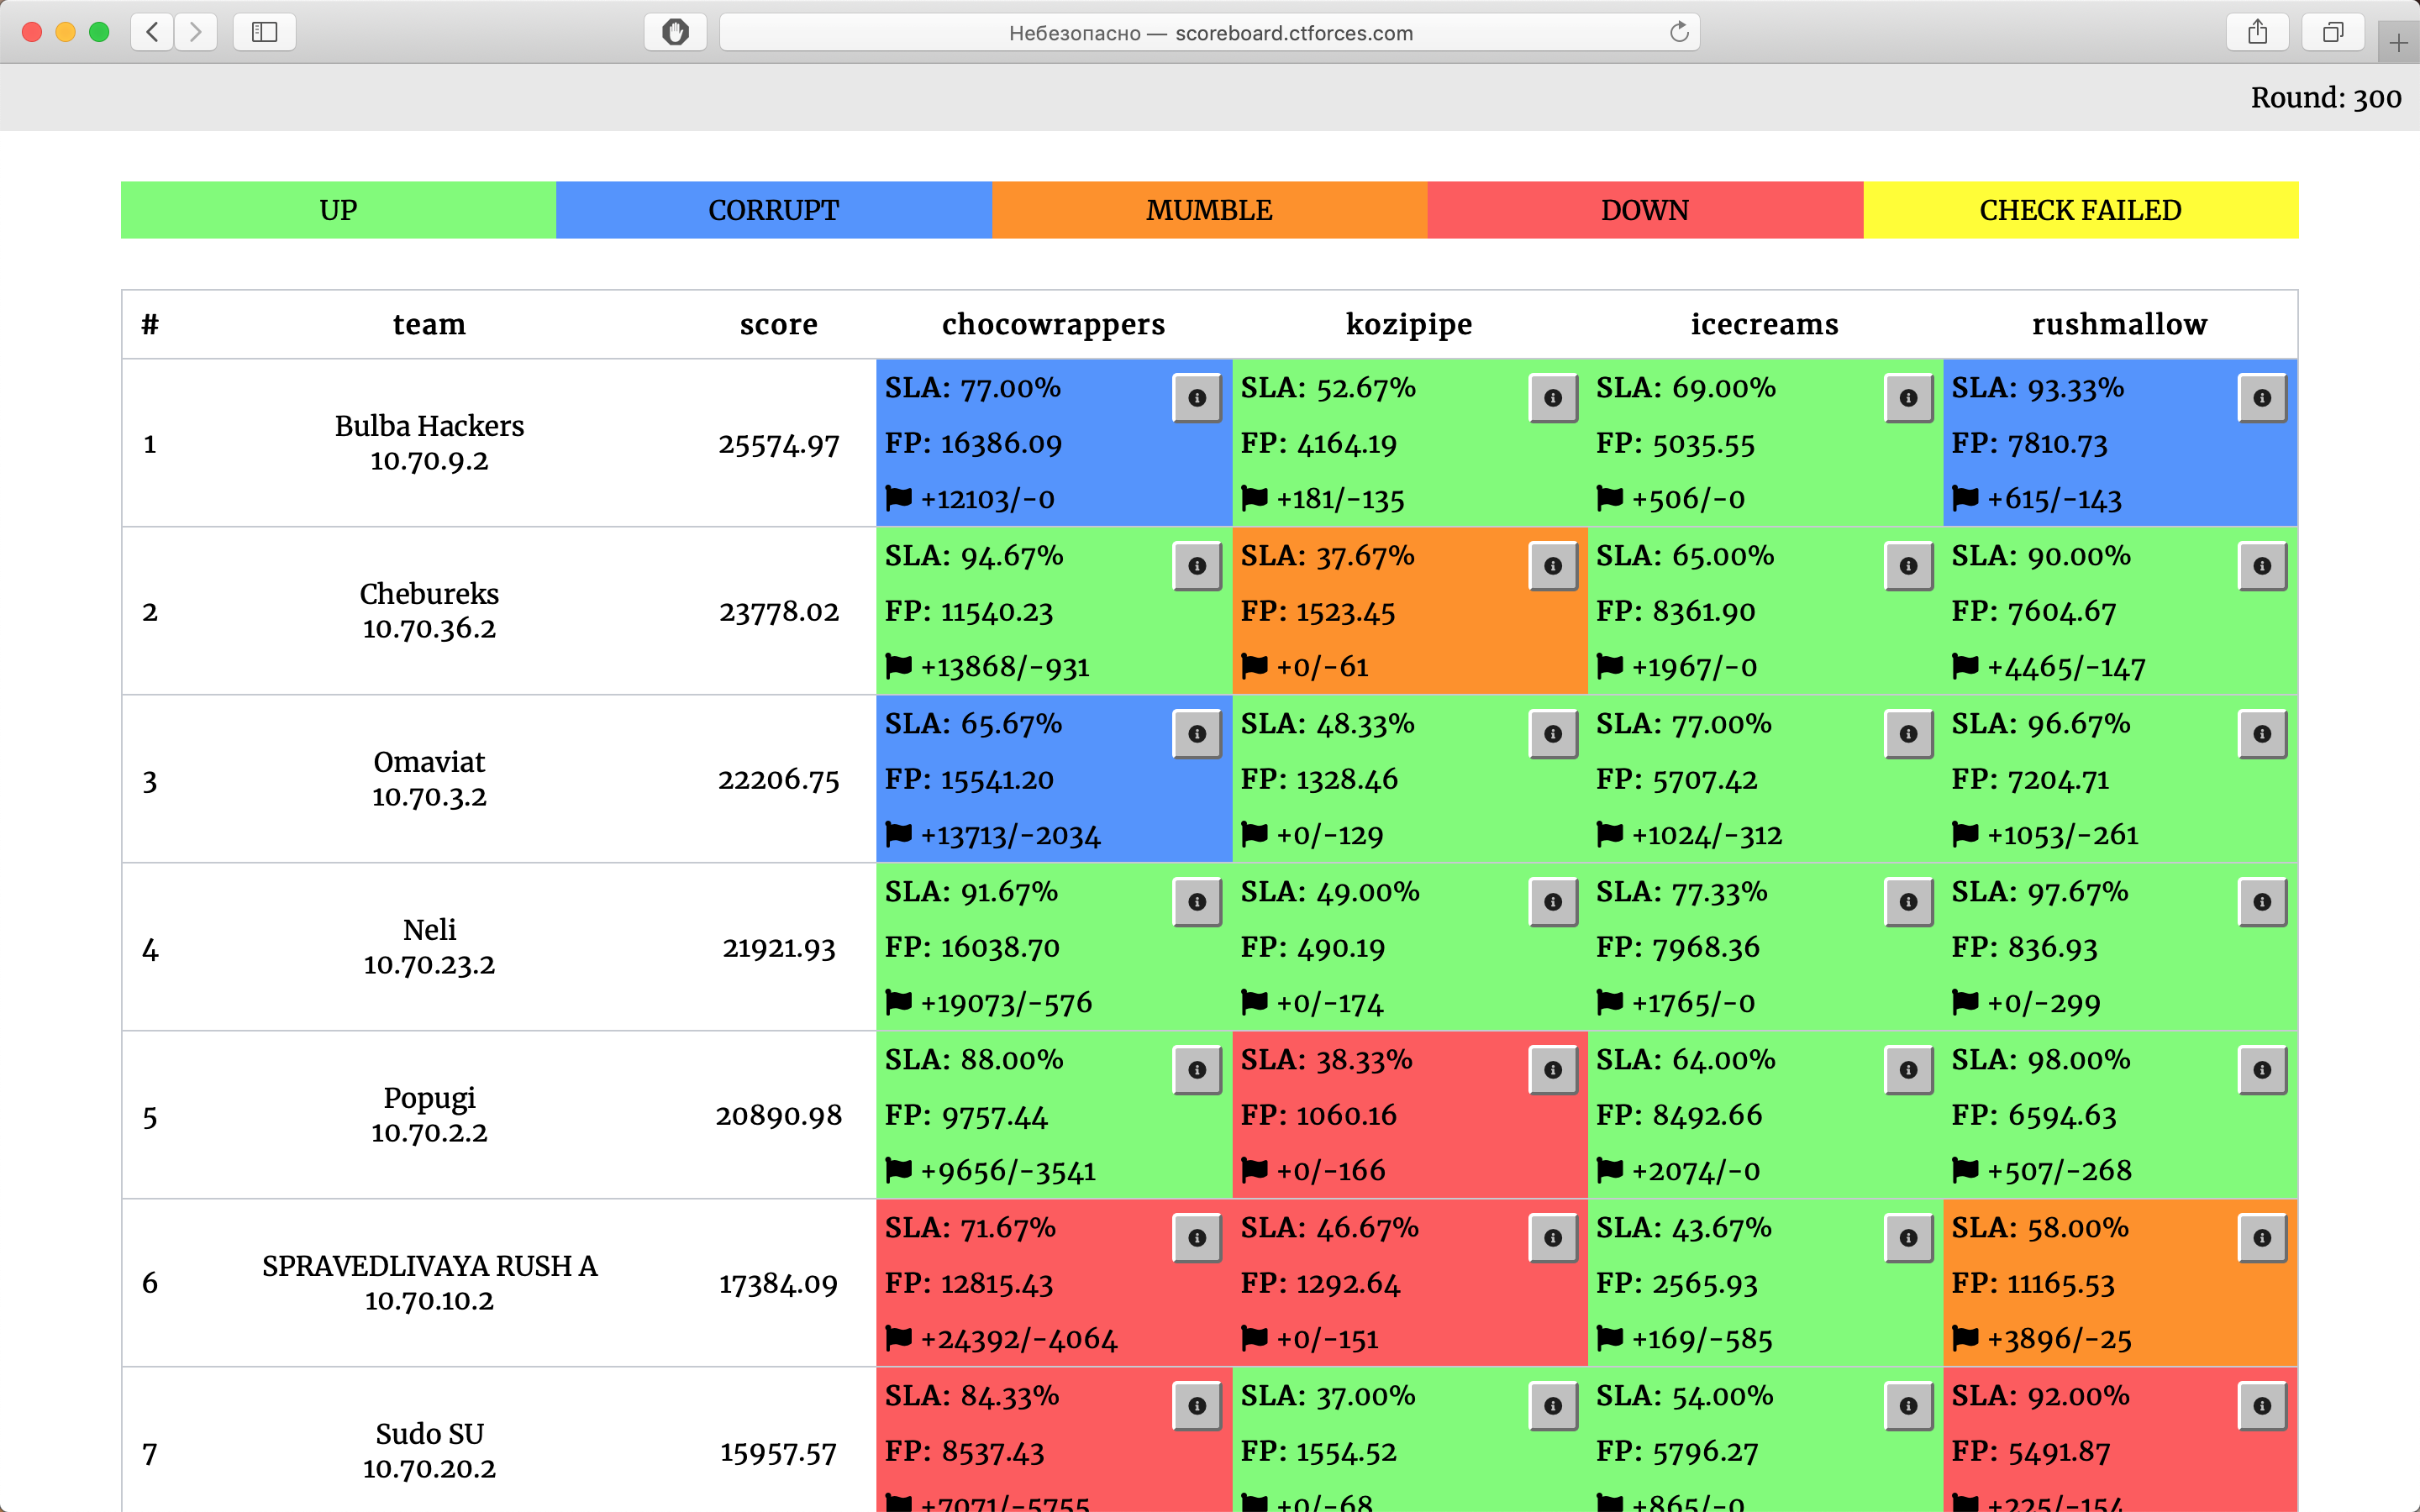 Небезопасно — scoreboard.ctforces.com
Round: 300
UP CORRUPT MUMBLE DOWN CHECK FAILED
# team score chocowrappers kozipipe icecreams rushmallow
1 Bulba Hackers 10.70.9.2 25574.97
SLA: 77.00% SLA: 52.67% SLA: 69.00% SLA: 93.33%
FP: 16386.09 FP: 4164.19 FP: 5035.55 FP: 7810.73
+12103/-0 +181/-135 +506/-0 +615/-143
2 Chebureks 10.70.36.2 23778.02
SLA: 94.67% SLA: 37.67% SLA: 65.00% SLA: 90.00%
FP: 11540.23 FP: 1523.45 FP: 8361.90 FP: 7604.67
+13868/-931 +0/-61 +1967/-0 +4465/-147
3 Omaviat 10.70.3.2 22206.75
SLA: 65.67% SLA: 48.33% SLA: 77.00% SLA: 96.67%
FP: 15541.20 FP: 1328.46 FP: 5707.42 FP: 7204.71
+13713/-2034 +0/-129 +1024/-312 +1053/-261
4 Neli 10.70.23.2 21921.93
SLA: 91.67% SLA: 49.00% SLA: 77.33% SLA: 97.67%
FP: 16038.70 FP: 490.19 FP: 7968.36 FP: 836.93
+19073/-576 +0/-174 +1765/-0 +0/-299
5 Popugi 10.70.2.2 20890.98
SLA: 88.00% SLA: 38.33% SLA: 64.00% SLA: 98.00%
FP: 9757.44 FP: 1060.16 FP: 8492.66 FP: 6594.63
+9656/-3541 +0/-166 +2074/-0 +507/-268
6 SPRAVEDLIVAYA RUSH A 10.70.10.2 17384.09
SLA: 71.67% SLA: 46.67% SLA: 43.67% SLA: 58.00%
FP: 12815.43 FP: 1292.64 FP: 2565.93 FP: 11165.53
+24392/-4064 +0/-151 +169/-585 +3896/-25
7 Sudo SU 10.70.20.2 15957.57
SLA: 84.33% SLA: 37.00% SLA: 54.00% SLA: 92.00%
FP: 8537.43 FP: 1554.52 FP: 5796.27 FP: 5491.87
+7071/-5755 +0/-68 +865/-0 +225/-154